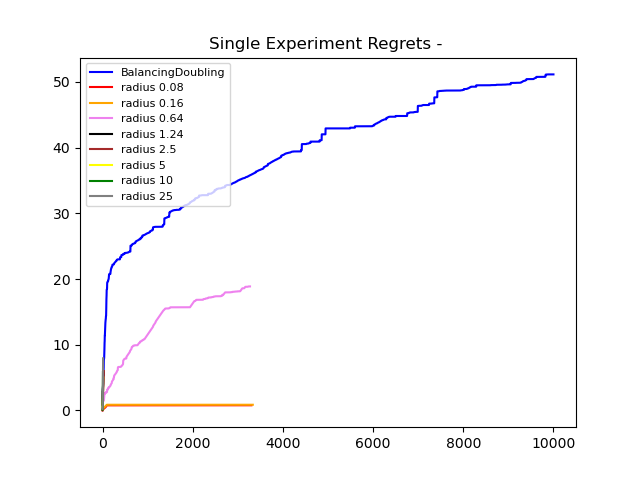 Single Experiment Regrets -
BalancingDoubling
radius 0.08
radius 0.16
radius 0.64
radius 1.24
radius 2.5
radius 5
radius 10
radius 25
50
40
30
20
10
0
0 2000 4000 6000 8000 10000